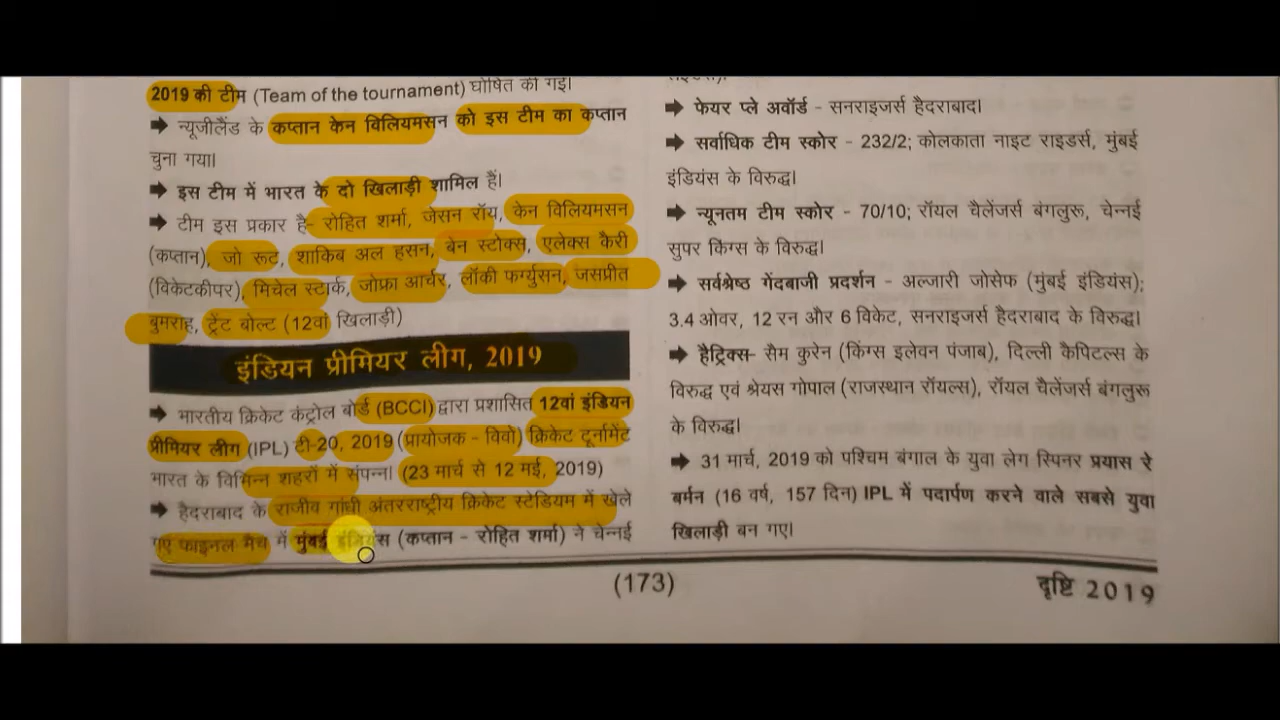 2019 की टीम (Team of the tournament) घोषित की गई।
➡ न्यूजीलैंड के कप्तान केन विलियमसन को इस टीम का कप्तान
चुना गया।
➡ इस टीम में भारत के दो खिलाड़ी शामिल हैं।
➡ टीम इस प्रकार है- रोहित शर्मा, जेसन रॉय, केन विलियमसन
(कप्तान), जो रूट, शाकिब अल हसन, बेन स्टोक्स, एलेक्स कैरी
(विकेटकीपर), मिचेल स्टार्क, जोफ्रा आर्चर, लॉकी फर्ग्युसन, जसप्रीत
बुमराह, ट्रेंट बोल्ट (12वां खिलाड़ी)
इंडियन प्रीमियर लीग, 2019
➡ भारतीय क्रिकेट कंट्रोल बोर्ड (BCCI) द्वारा प्रशासित 12वां इंडियन
प्रीमियर लीग (IPL) टी-20, 2019 (प्रायोजक - विवो) क्रिकेट टूर्नामेंट
भारत के विभिन्न शहरों में संपन्न। (23 मार्च से 12 मई, 2019)
➡ हैदराबाद के राजीव गांधी अंतरराष्ट्रीय क्रिकेट स्टेडियम में खेले
गए फाइनल मैच में मुंबई इंडियंस (कप्तान - रोहित शर्मा) ने चेन्नई
➡ फेयर प्ले अवॉर्ड - सनराइजर्स हैदराबाद।
➡ सर्वाधिक टीम स्कोर - 232/2; कोलकाता नाइट राइडर्स, मुंबई
इंडियंस के विरुद्ध।
➡ न्यूनतम टीम स्कोर - 70/10; रॉयल चैलेंजर्स बंगलुरू, चेन्नई
सुपर किंग्स के विरुद्ध।
➡ सर्वश्रेष्ठ गेंदबाजी प्रदर्शन - अल्जारी जोसेफ (मुंबई इंडियंस);
3.4 ओवर, 12 रन और 6 विकेट, सनराइजर्स हैदराबाद के विरुद्ध।
➡ हैट्रिक्स- सैम कुरेन (किंग्स इलेवन पंजाब), दिल्ली कैपिटल्स के
विरुद्ध एवं श्रेयस गोपाल (राजस्थान रॉयल्स), रॉयल चैलेंजर्स बंगलुरू
के विरुद्ध।
➡ 31 मार्च, 2019 को पश्चिम बंगाल के युवा लेग स्पिनर प्रयास रे
बर्मन (16 वर्ष, 157 दिन) IPL में पदार्पण करने वाले सबसे युवा
खिलाड़ी बन गए।
(173)
दृष्टि 2019